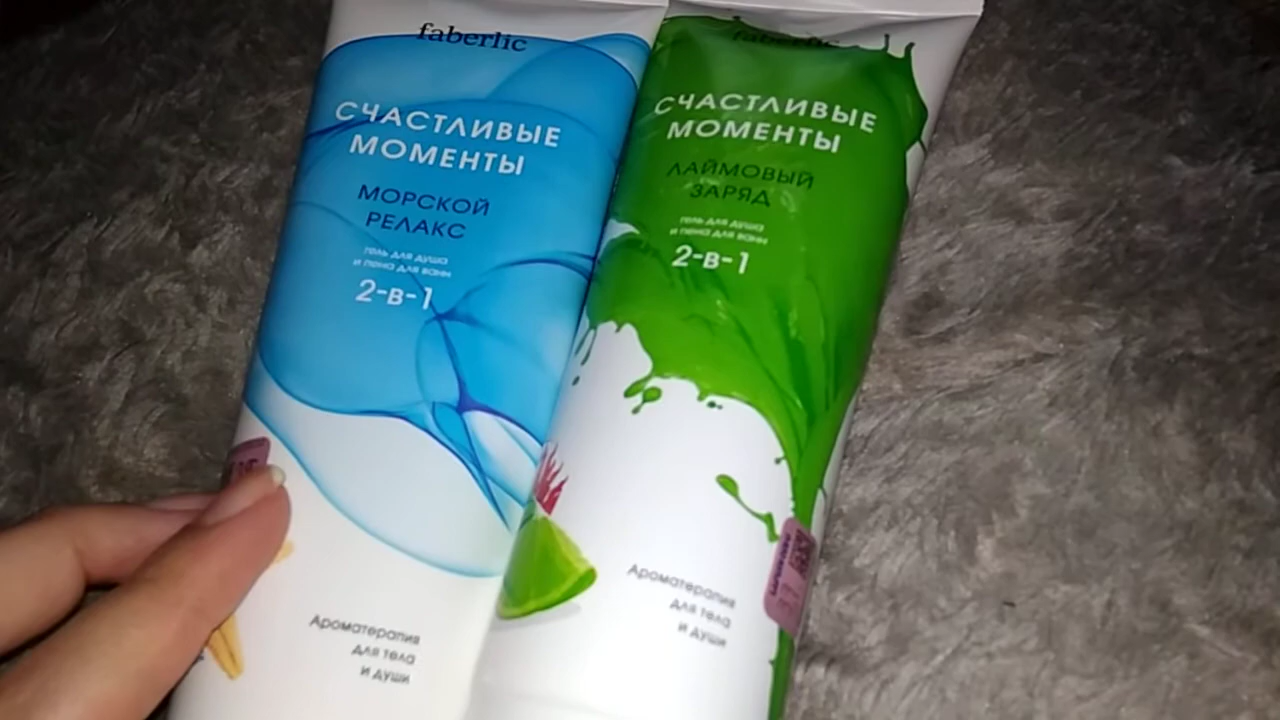 faberlic
СЧАСТЛИВЫЕ
МОМЕНТЫ
МОРСКОЙ
РЕЛАКС
гель для душа
и пена для ванн
2-в-1
Ароматерапия
для тела
и души
faberlic
СЧАСТЛИВЫЕ
МОМЕНТЫ
ЛАЙМОВЫЙ
ЗАРЯД
гель для душа
и пена для ванн
2-в-1
Ароматерапия
для тела
и души